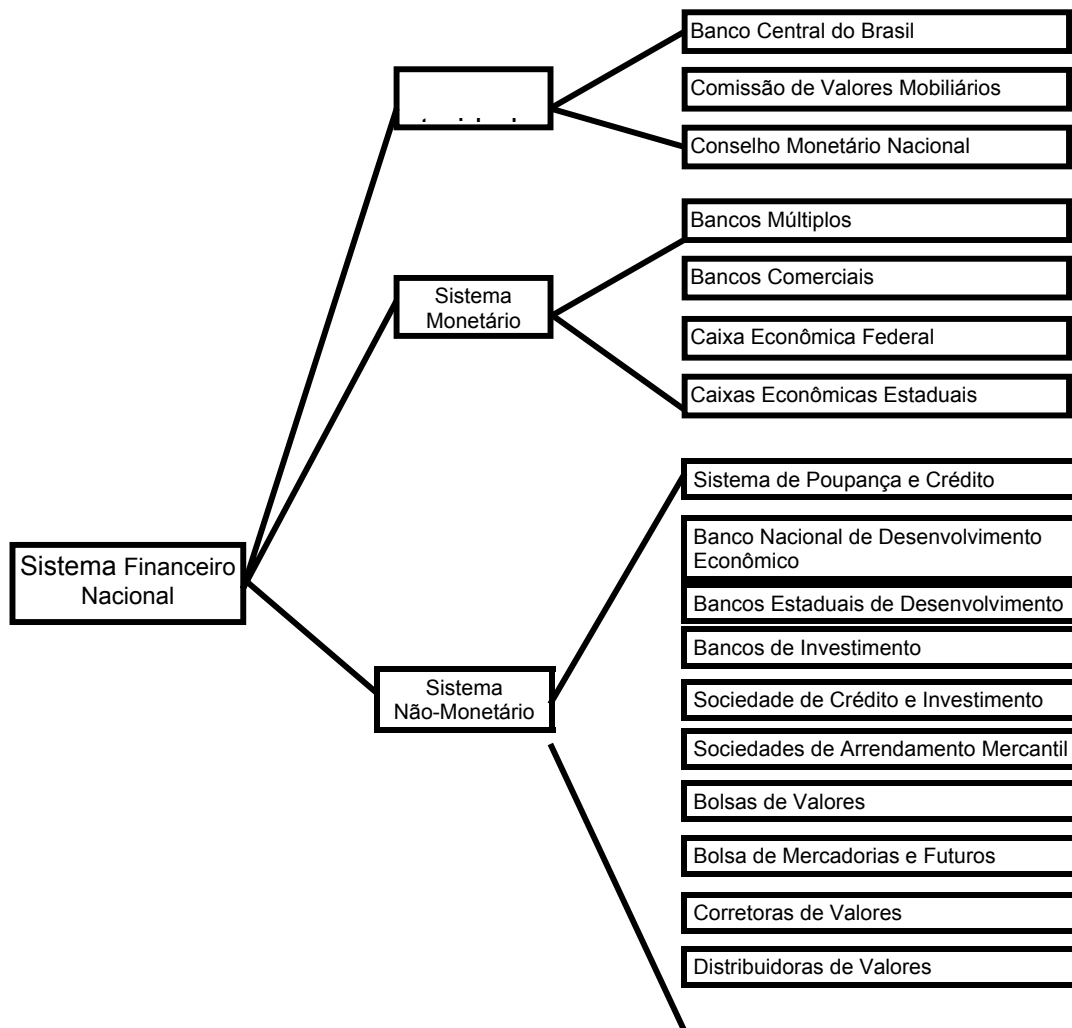 Banco Central do Brasil
Comissão de Valores Mobiliários
Conselho Monetário Nacional
Bancos Múltiplos
Sistema
Monetário
Bancos Comerciais
Caixa Econômica Federal
Caixas Econômicas Estaduais
Sistema Financeiro
Nacional
Sistema
Não-Monetário
Sistema de Poupança e Crédito
Banco Nacional de Desenvolvimento
Econômico
Bancos Estaduais de Desenvolvimento
Bancos de Investimento
Sociedade de Crédito e Investimento
Sociedades de Arrendamento Mercantil
Bolsas de Valores
Bolsa de Mercadorias e Futuros
Corretoras de Valores
Distribuidoras de Valores